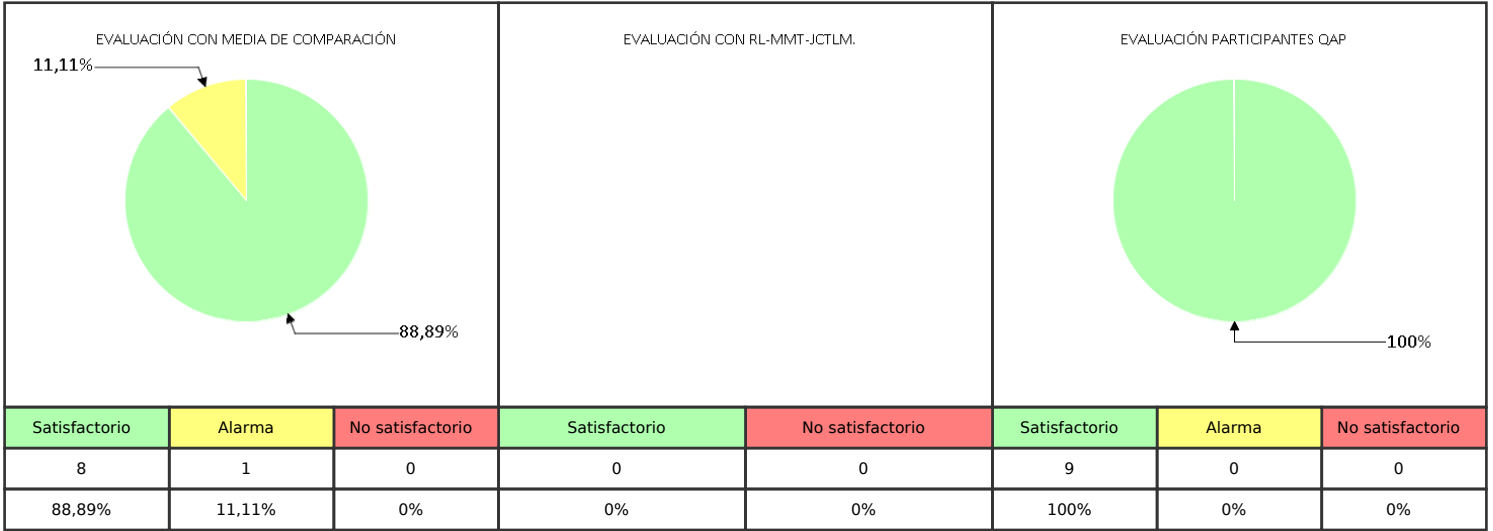 EVALUACIÓN CON MEDIA DE COMPARACIÓN
11,11%
88,89%
EVALUACIÓN CON RL-MMT-JCTLM.
EVALUACIÓN PARTICIPANTES QAP
100%
Satisfactorio Alarma No satisfactorio Satisfactorio No satisfactorio Satisfactorio Alarma No satisfactorio
8 1 0 0 0 9 0 0
88,89% 11,11% 0% 0% 0% 100% 0% 0%